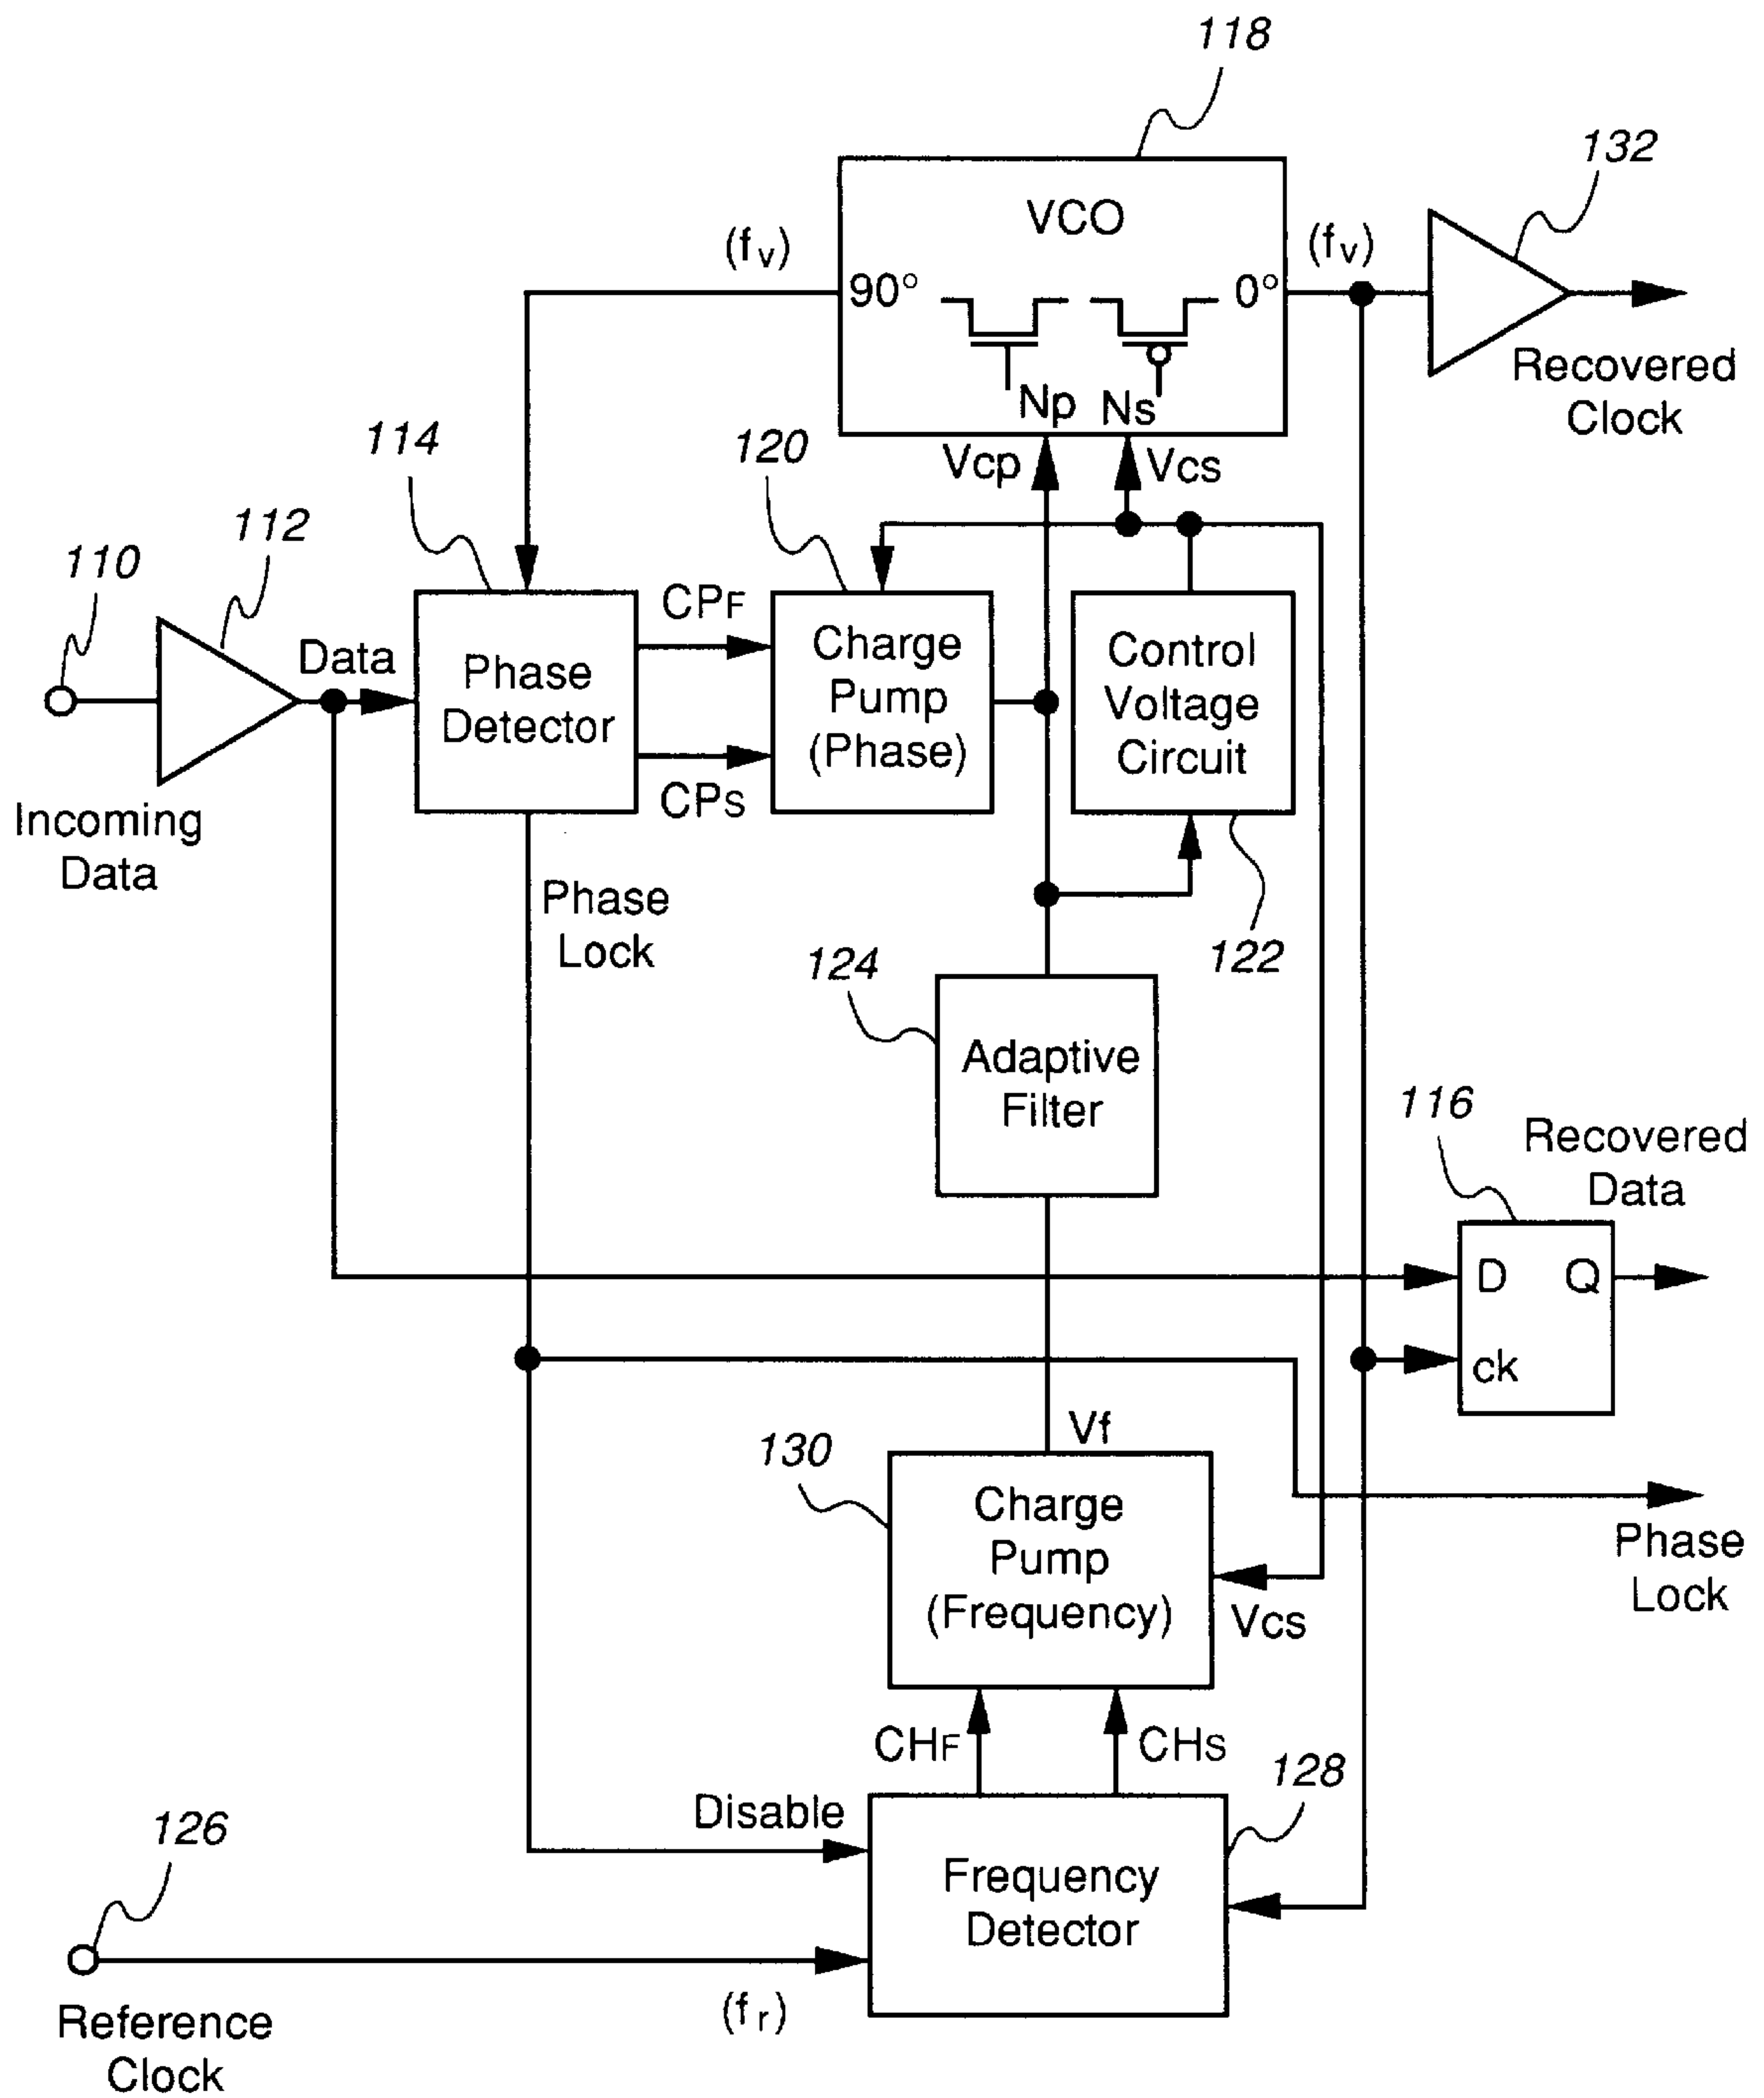 118
132
VCO
(fv)
(fv)
90°
0°
Recovered
Clock
Np
Ns
114
120
Vcp
Vcs
112
110
CPF
Data
Charge
Pump
(Phase)
Control
Voltage
Circuit
Phase
Detector
CPS
Incoming
Data
Phase
Lock
122
124
Adaptive
Filter
116
Recovered
Data
D
Q
ck
Vf
130
Charge
Pump
(Frequency)
Phase
Lock
Vcs
CHF
CHS
128
Disable
126
Frequency
Detector
(fr)
Reference
Clock